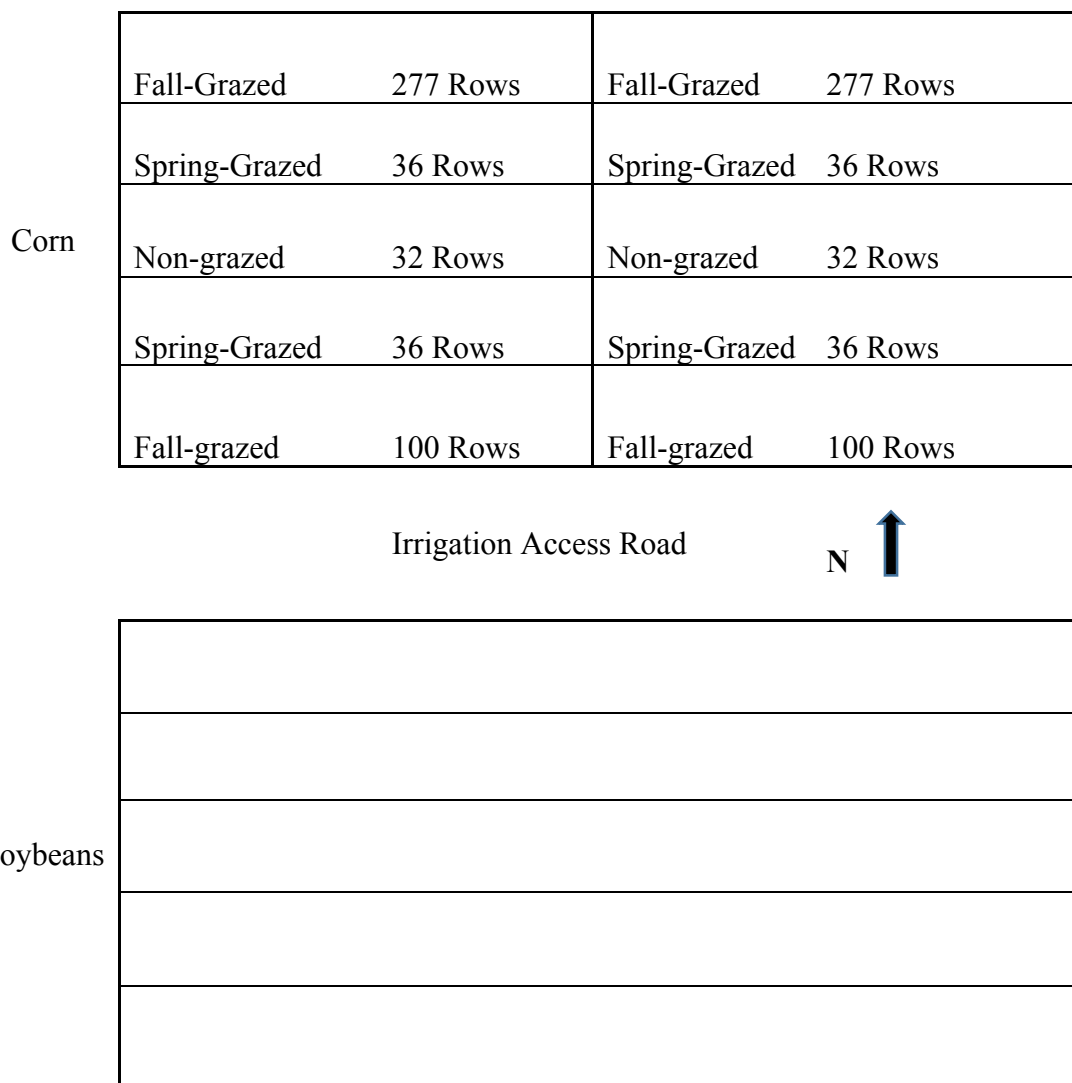 Fall-Grazed 277 Rows Fall-Grazed 277 Rows
Spring-Grazed 36 Rows Spring-Grazed 36 Rows
Corn
Non-grazed 32 Rows Non-grazed 32 Rows
Spring-Grazed 36 Rows Spring-Grazed 36 Rows
Fall-grazed 100 Rows Fall-grazed 100 Rows
Irrigation Access Road
N
oybeans